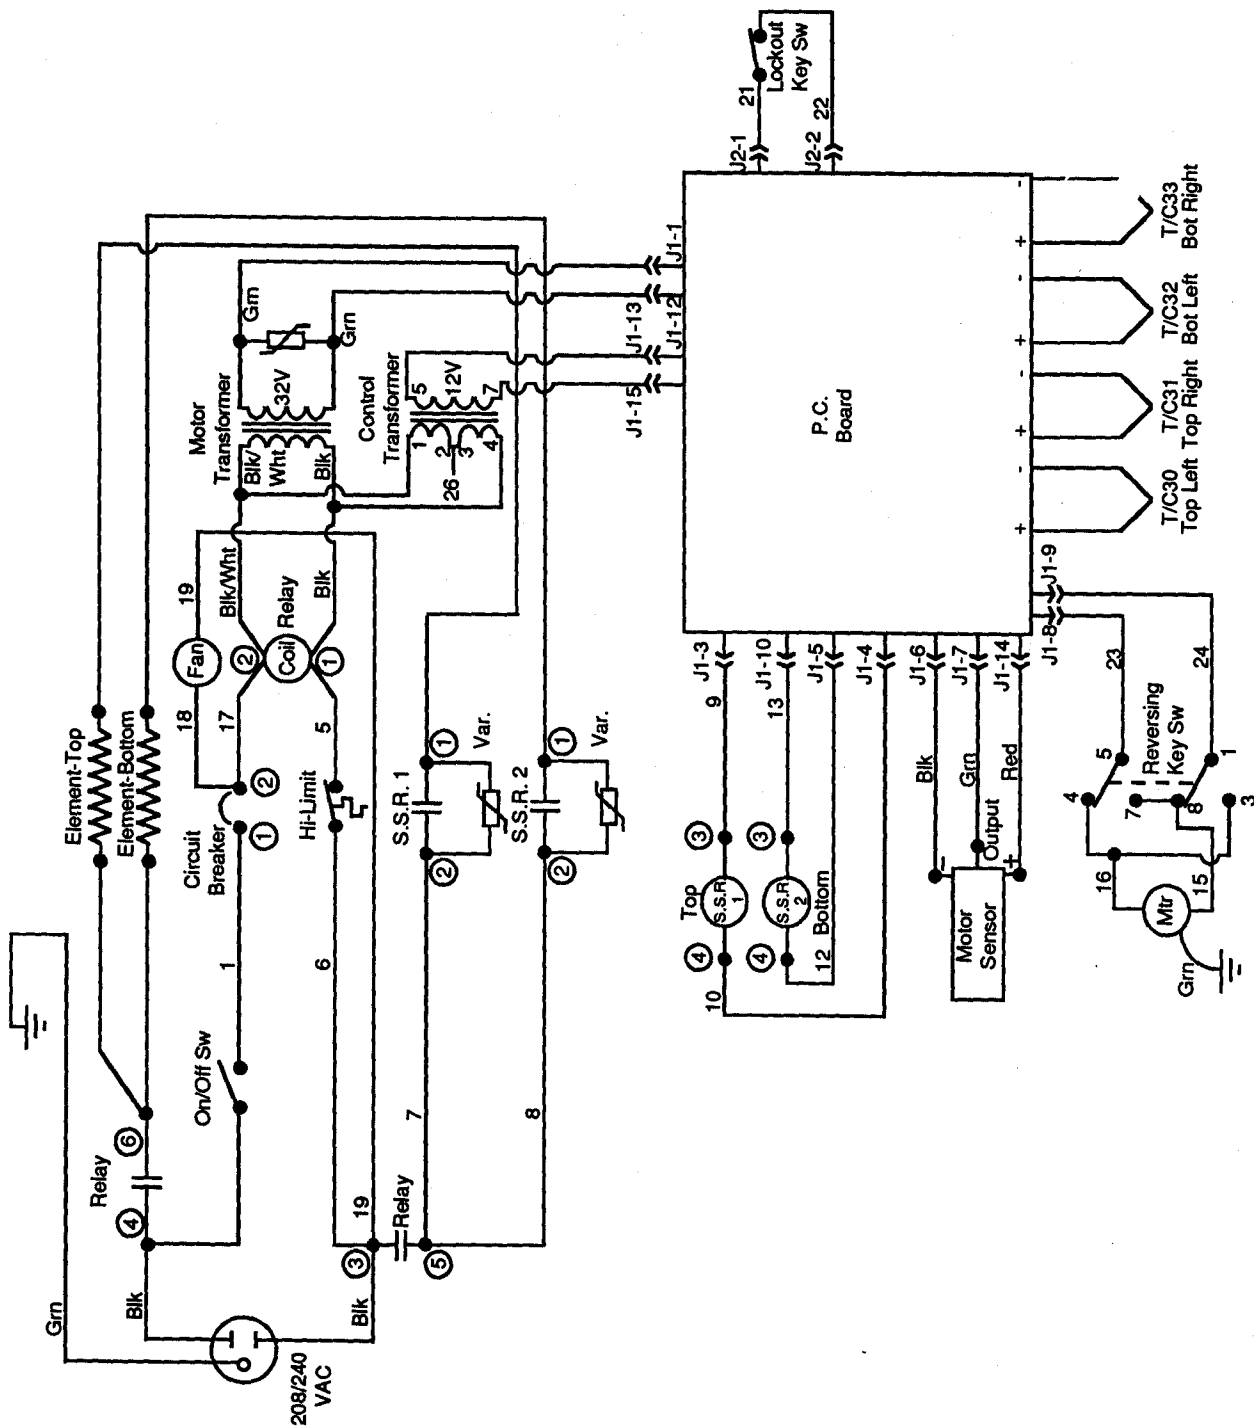 208/240
VAC
Grn
Blk
Blk
4
Relay
6
3
19
5
Relay
On/Off Sw
1
6
7
8
Circuit
Breaker
1
2
Hi-Limit
Element-Top
Element-Bottom
18
Fan
19
17
5
2
Coil
1
Relay
Blk/Wht
Blk
S.S.R. 1
2
1
Var.
S.S.R. 2
2
1
Var.
Motor
Transformer
Blk/
Wht
Blk
32V
Grn
Grn
Control
Transformer
1
2
3
4
26
5
12V
7
J1-15
J1-13
J1-12
J1-1
P.C.
Board
J2-1
J2-2
21
22
Lockout
Key Sw
J1-3
J1-10
J1-5
J1-4
J1-6
J1-7
J1-14
J1-8
J1-9
9
13
Top
4
S.S.R
1
3
10
4
S.S.R
2
3
12
Bottom
Blk
Grn
Red
Motor
Sensor
-
Output
+
23
24
Reversing
Key Sw
4
5
7
8
1
3
16
15
Mtr
Grn
+
-
+
-
+
-
+
-
T/C30
Top Left
T/C31
Top Right
T/C32
Bot Left
T/C33
Bot Right